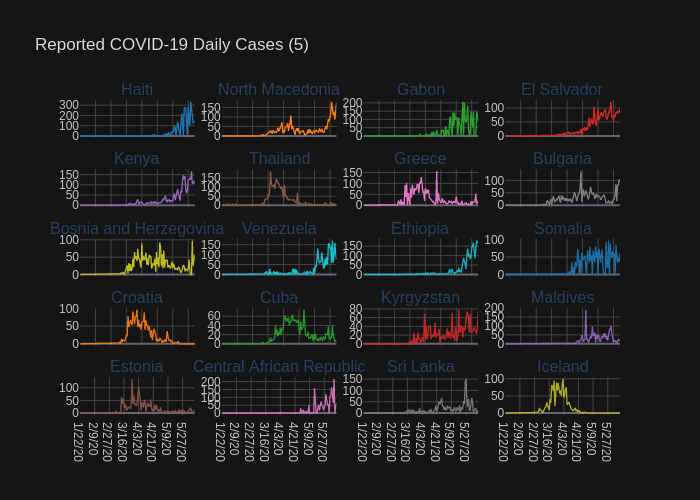 Reported COVID-19 Daily Cases (5)
Haiti North Macedonia Gabon El Salvador
300 200 100 0
150 100 50 0
200 150 100 50 0
100 50 0
Kenya Thailand Greece Bulgaria
150 100 50 0
150 100 50 0
150 100 50 0
100 50 0
Bosnia and Herzegovina Venezuela Ethiopia Somalia
100 50 0
150 100 50 0
150 100 50 0
100 50 0
Croatia Cuba Kyrgyzstan Maldives
100 50 0
60 40 20 0
80 60 40 20 0
200 150 100 50 0
Estonia Central African Republic Sri Lanka Iceland
100 50 0
200 150 100 50 0
150 100 50 0
100 50 0
1/22/20 2/9/20 2/27/20 3/16/20 4/3/20 4/21/20 5/9/20 5/27/20
1/22/20 2/9/20 2/27/20 3/16/20 4/3/20 4/21/20 5/9/20 5/27/20
1/22/20 2/9/20 2/27/20 3/16/20 4/3/20 4/21/20 5/9/20 5/27/20
1/22/20 2/9/20 2/27/20 3/16/20 4/3/20 4/21/20 5/9/20 5/27/20